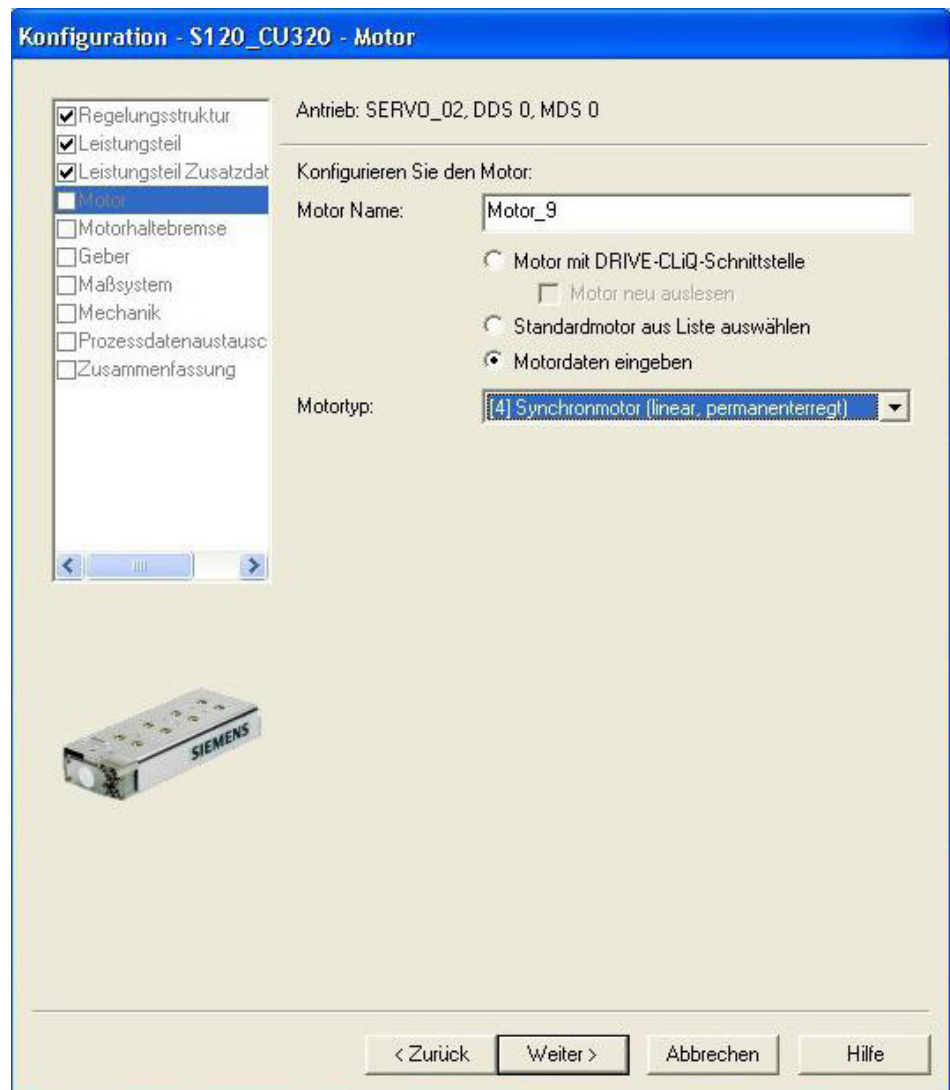 Konfiguration - S120_CU320 - Motor
Regelungsstruktur
Leistungsteil
Leistungsteil Zusatzdat
Motor
Motorhaltebremse
Geber
Maßsystem
Mechanik
Prozessdatenaustausc
Zusammenfassung
Antrieb: SERVO_02, DDS 0, MDS 0
Konfigurieren Sie den Motor:
Motor Name: Motor_9
Motor mit DRIVE-CLiQ-Schnittstelle
Motor neu auslesen
Standardmotor aus Liste auswählen
Motordaten eingeben
Motortyp: [4] Synchronmotor (linear, permanenterregt)
SIEMENS
< Zurück Weiter > Abbrechen Hilfe